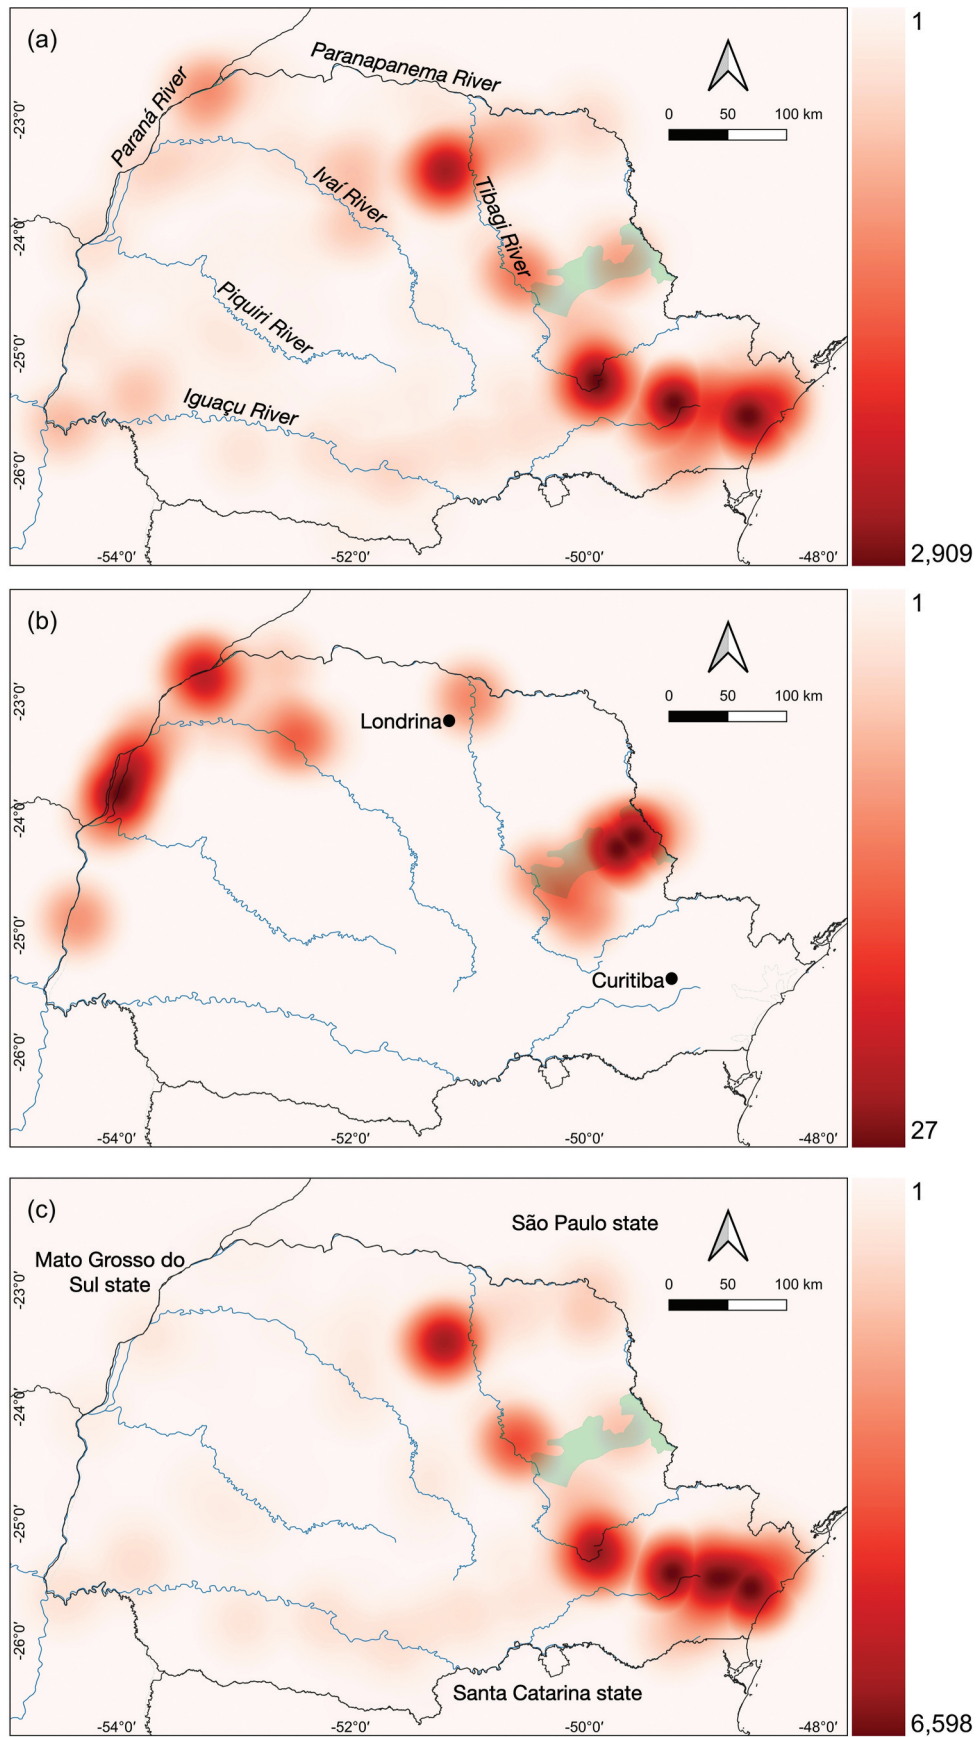 (a)
1
Paranapanema River
Paraná River
0 50 100 km
-23°0'
Ivaí River
Tibagi River
-24°0'
Piquiri River
-25°0'
Iguaçu River
-26°0'
-54°0' -52°0' -50°0' -48°0'
2,909
(b)
1
0 50 100 km
-23°0'
Londrina
-24°0'
-25°0'
Curitiba
-26°0'
-54°0' -52°0' -50°0' -48°0'
27
(c)
1
São Paulo state
Mato Grosso do
Sul state
0 50 100 km
-23°0'
-24°0'
-25°0'
-26°0'
Santa Catarina state
-54°0' -52°0' -50°0' -48°0'
6,598